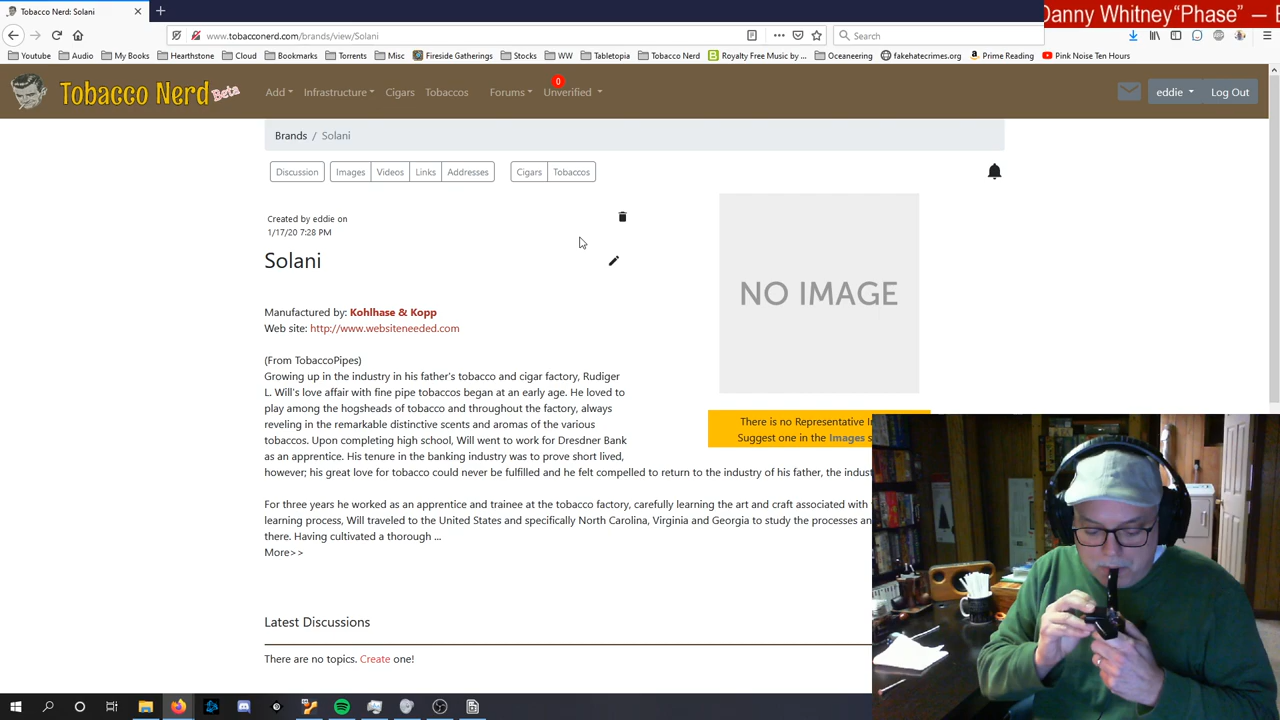 Tobacco Nerd: Solani
Danny Whitney “Phase” —
www.tobacconerd.com/brands/view/Solani
Search
Youtube Audio My Books Hearthstone Cloud Bookmarks Torrents Misc Fireside Gatherings Stocks WW Tabletopia Tobacco Nerd Royalty Free Music by ... Oceaneering fakehatecrimes.org Prime Reading Pink Noise Ten Hours
Tobacco Nerd Beta
Add Infrastructure Cigars Tobaccos Forums 0 Unverified eddie Log Out
Brands / Solani
Discussion Images Videos Links Addresses Cigars Tobaccos
Created by eddie on
1/17/20 7:28 PM
Solani
NO IMAGE
Manufactured by: Kohlhase & Kopp
Web site: http://www.websiteneeded.com
(From TobaccoPipes)
Growing up in the industry in his father's tobacco and cigar factory, Rudiger
L. Will's love affair with fine pipe tobaccos began at an early age. He loved to
play among the hogsheads of tobacco and throughout the factory, always
reveling in the remarkable distinctive scents and aromas of the various
tobaccos. Upon completing high school, Will went to work for Dresdner Bank
as an apprentice. His tenure in the banking industry was to prove short lived,
however; his great love for tobacco could never be fulfilled and he felt compelled to return to the industry of his father, the indust
There is no Representative I
Suggest one in the Images s
For three years he worked as an apprentice and trainee at the tobacco factory, carefully learning the art and craft associated with
learning process, Will traveled to the United States and specifically North Carolina, Virginia and Georgia to study the processes an
there. Having cultivated a thorough ...
More>>
Latest Discussions
There are no topics. Create one!